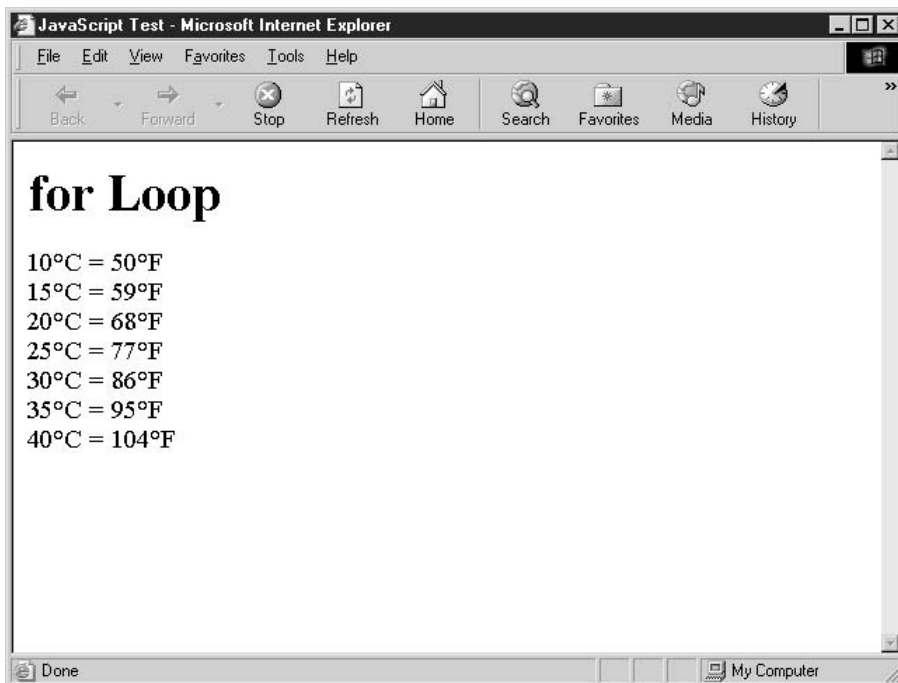 JavaScript Test - Microsoft Internet Explorer
File Edit View Favorites Tools Help
Back Forward Stop Refresh Home Search Favorites Media History »
for Loop
10°C = 50°F
15°C = 59°F
20°C = 68°F
25°C = 77°F
30°C = 86°F
35°C = 95°F
40°C = 104°F
Done My Computer